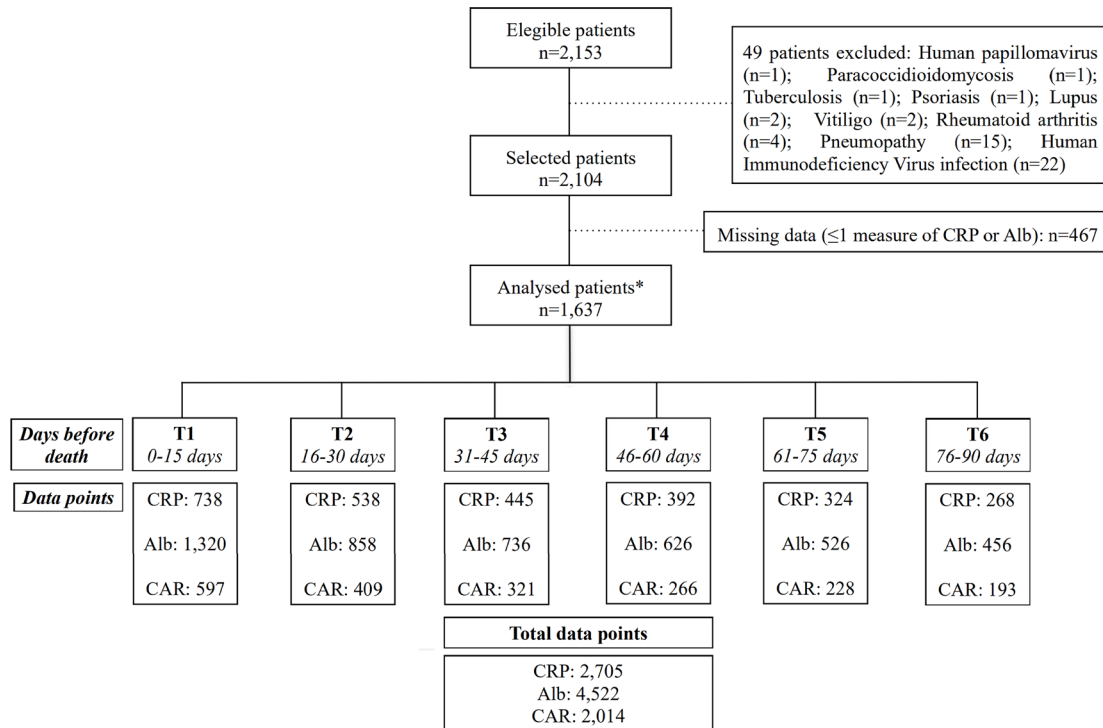 Elegible patients
n=2,153
49 patients excluded: Human papillomavirus
(n=1); Paracoccidioidomycosis (n=1);
Tuberculosis (n=1); Psoriasis (n=1); Lupus
(n=2); Vitiligo (n=2); Rheumatoid arthritis
(n=4); Pneumopathy (n=15); Human
Immunodeficiency Virus infection (n=22)
Selected patients
n=2,104
Missing data (≤1 measure of CRP or Alb): n=467
Analysed patients*
n=1,637
Days before
death
T1
0-15 days
T2
16-30 days
T3
31-45 days
T4
46-60 days
T5
61-75 days
T6
76-90 days
Data points
CRP: 738
Alb: 1,320
CAR: 597
CRP: 538
Alb: 858
CAR: 409
CRP: 445
Alb: 736
CAR: 321
CRP: 392
Alb: 626
CAR: 266
CRP: 324
Alb: 526
CAR: 228
CRP: 268
Alb: 456
CAR: 193
Total data points
CRP: 2,705
Alb: 4,522
CAR: 2,014